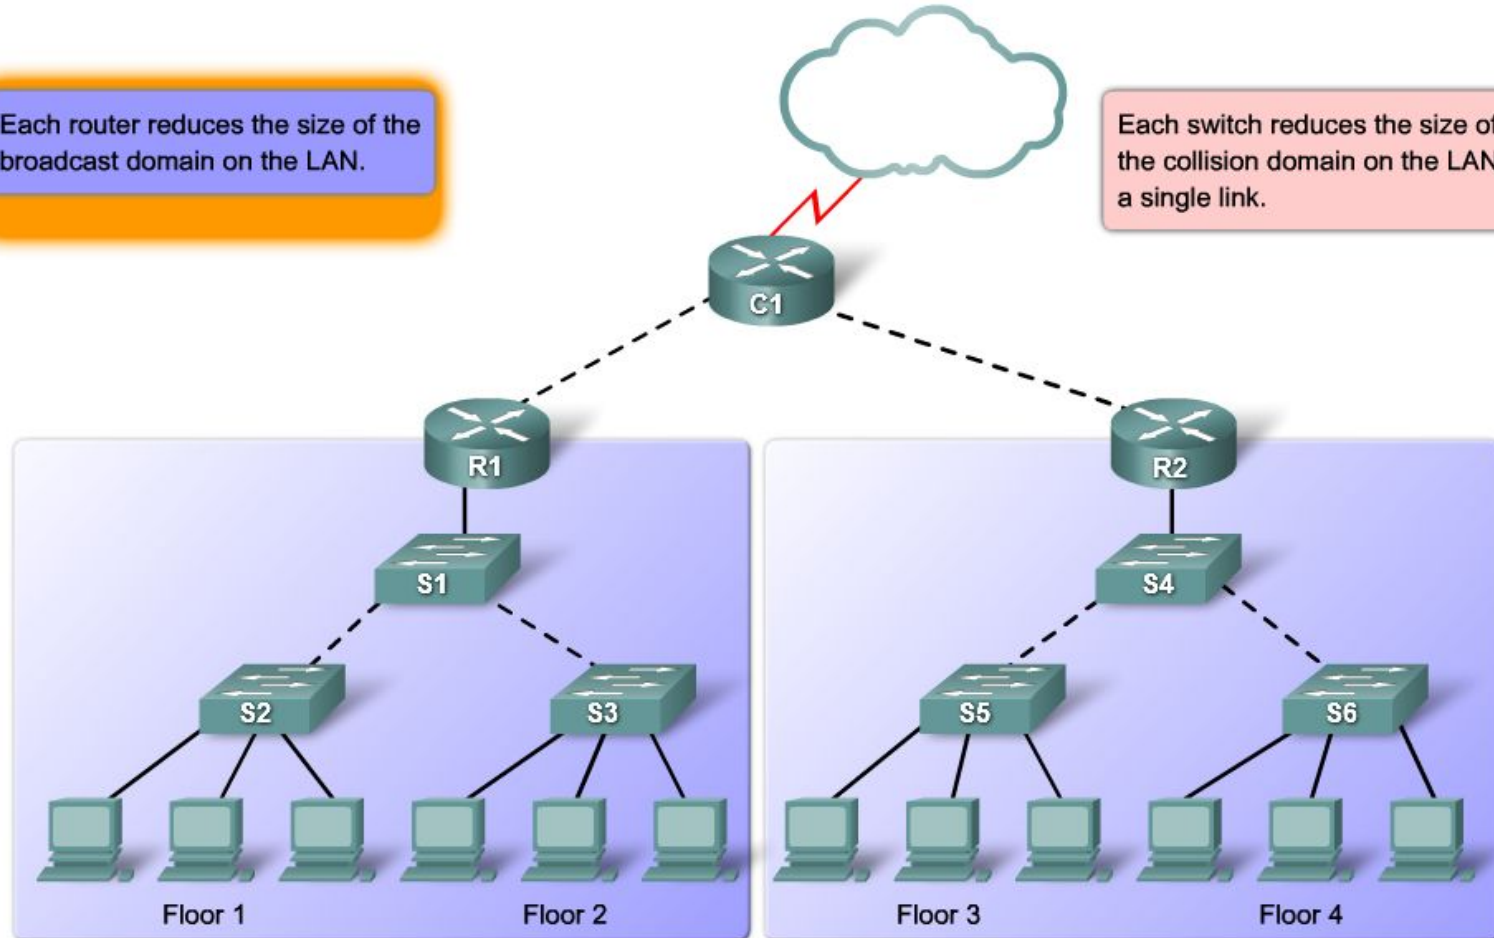 Each router reduces the size of the
broadcast domain on the LAN.
Each switch reduces the size of
the collision domain on the LAN
a single link.
C1
R1
R2
S1
S4
S2
S3
S5
S6
Floor 1
Floor 2
Floor 3
Floor 4